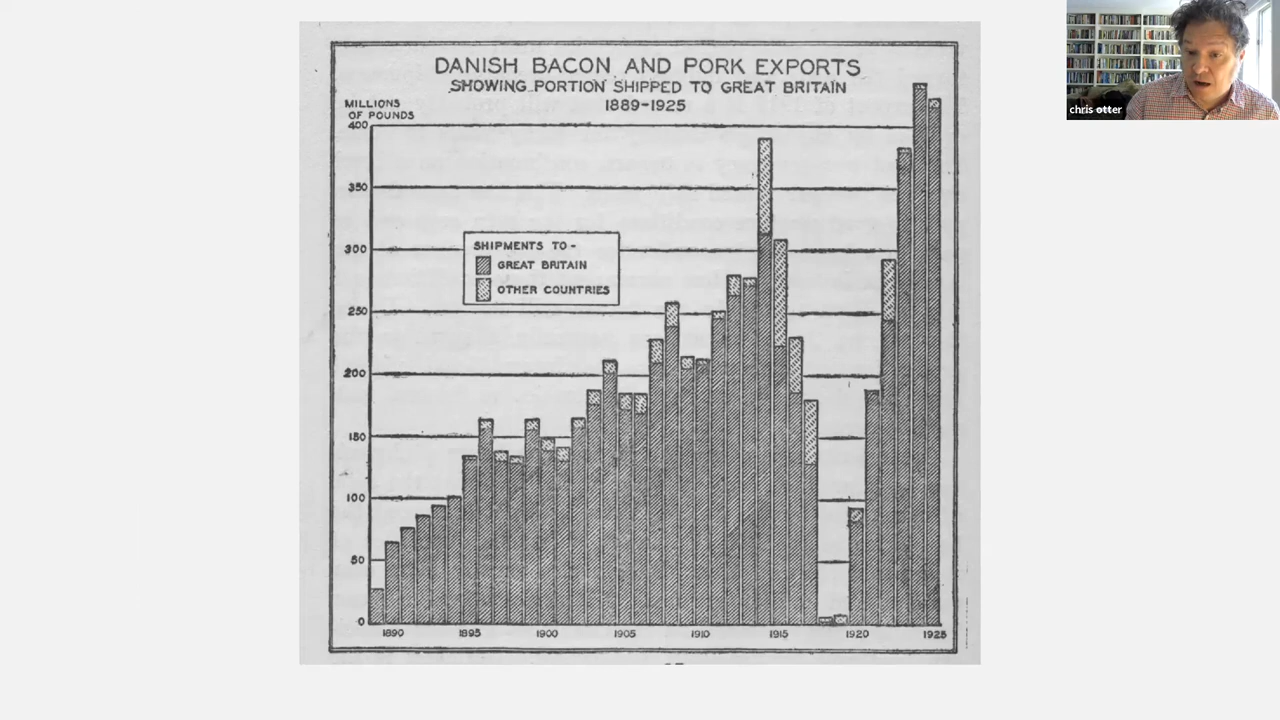 DANISH BACON AND PORK EXPORTS
SHOWING PORTION SHIPPED TO GREAT BRITAIN
1889-1925
MILLIONS
OF POUNDS
400
350
300
250
200
150
100
50
0
SHIPMENTS TO-
GREAT BRITAIN
OTHER COUNTRIES
1890 1895 1900 1905 1910 1915 1920 1925
chris otter